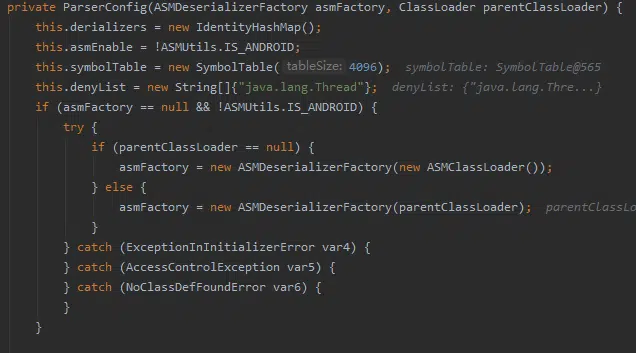 private ParserConfig(ASMDeserializerFactory asmFactory, ClassLoader parentClassLoader) {
this.derializers = new IdentityHashMap();
this.asmEnable = !ASMUtils.IS_ANDROID;
this.symbolTable = new SymbolTable( tableSize: 4096);  symbolTable: SymbolTable@565
this.denyList = new String[]{"java.lang.Thread"};  denyList: {"java.lang.Thre...}
if (asmFactory == null && !ASMUtils.IS_ANDROID) {
try {
if (parentClassLoader == null) {
asmFactory = new ASMDeserializerFactory(new ASMClassLoader());
} else {
asmFactory = new ASMDeserializerFactory(parentClassLoader);  parentClassLo
}
} catch (ExceptionInInitializerError var4) {
} catch (AccessControlException var5) {
} catch (NoClassDefFoundError var6) {
}
}